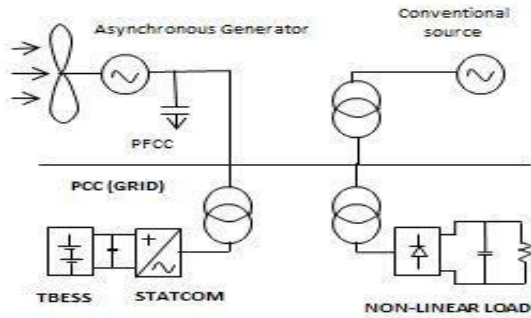 Conventional
source
Asynchronous Generator
PFCC
PCC (GRID)
TBESS
STATCOM
NON-LINEAR LOAD